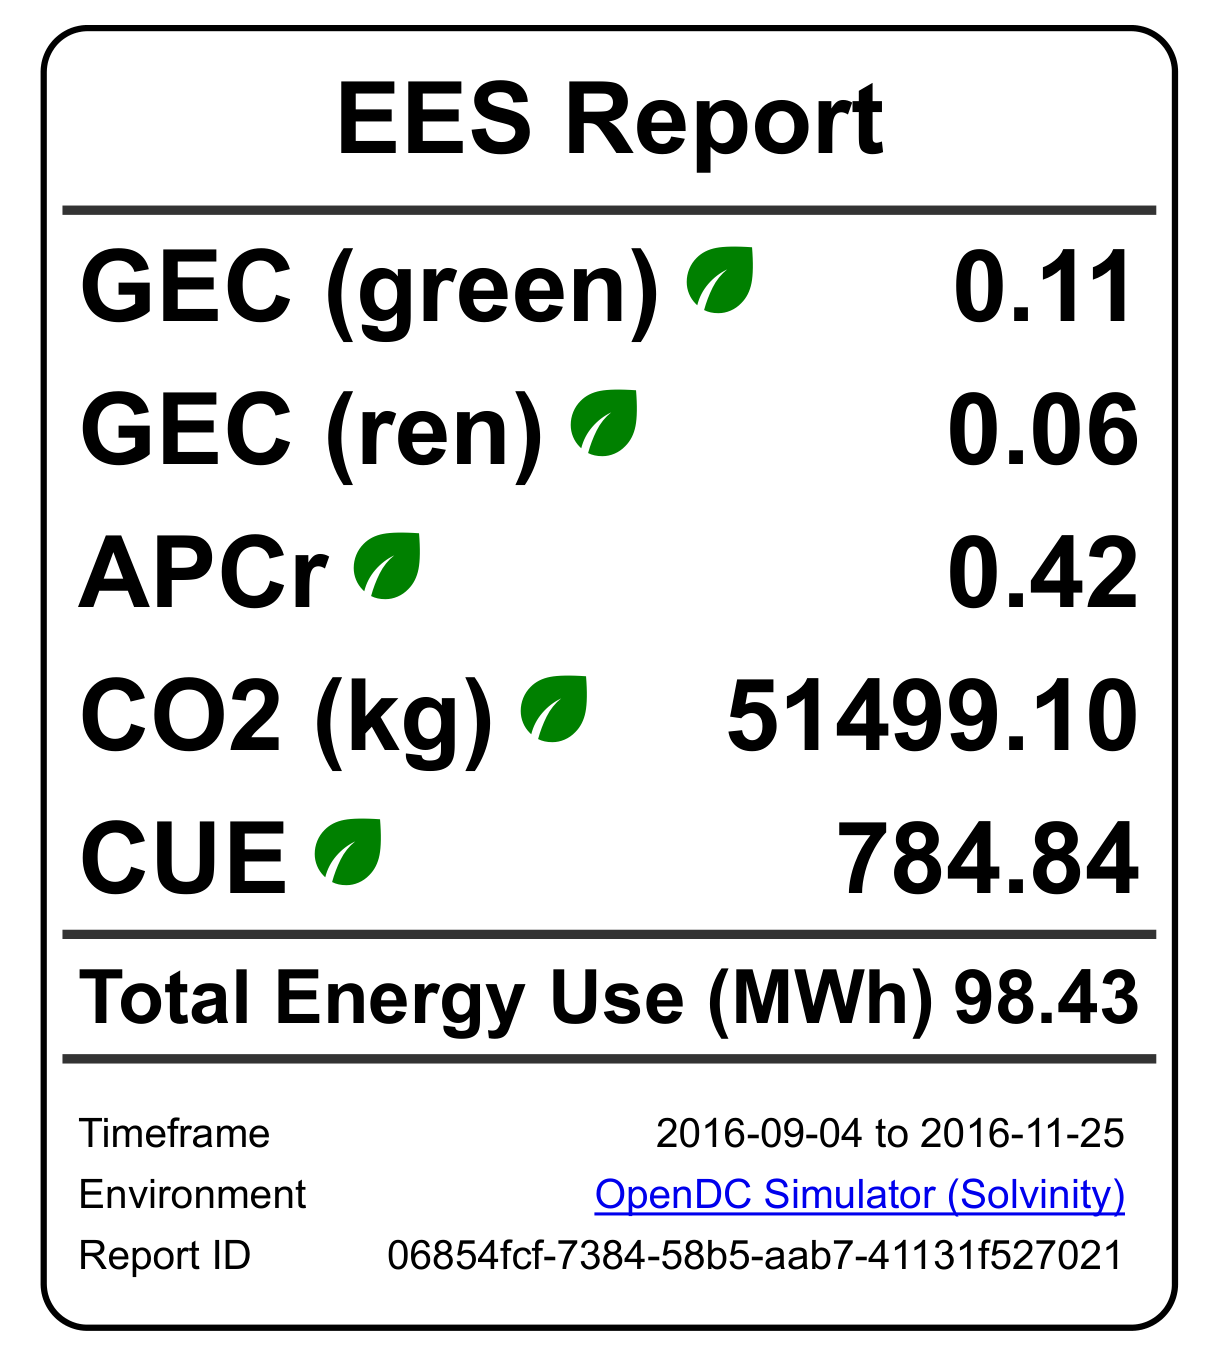 EES Report
GEC (green) 0.11
GEC (ren) 0.06
APCr 0.42
CO2 (kg) 51499.10
CUE 784.84
Total Energy Use (MWh) 98.43
Timeframe 2016-09-04 to 2016-11-25
Environment OpenDC Simulator (Solvinity)
Report ID 06854fcf-7384-58b5-aab7-41131f527021